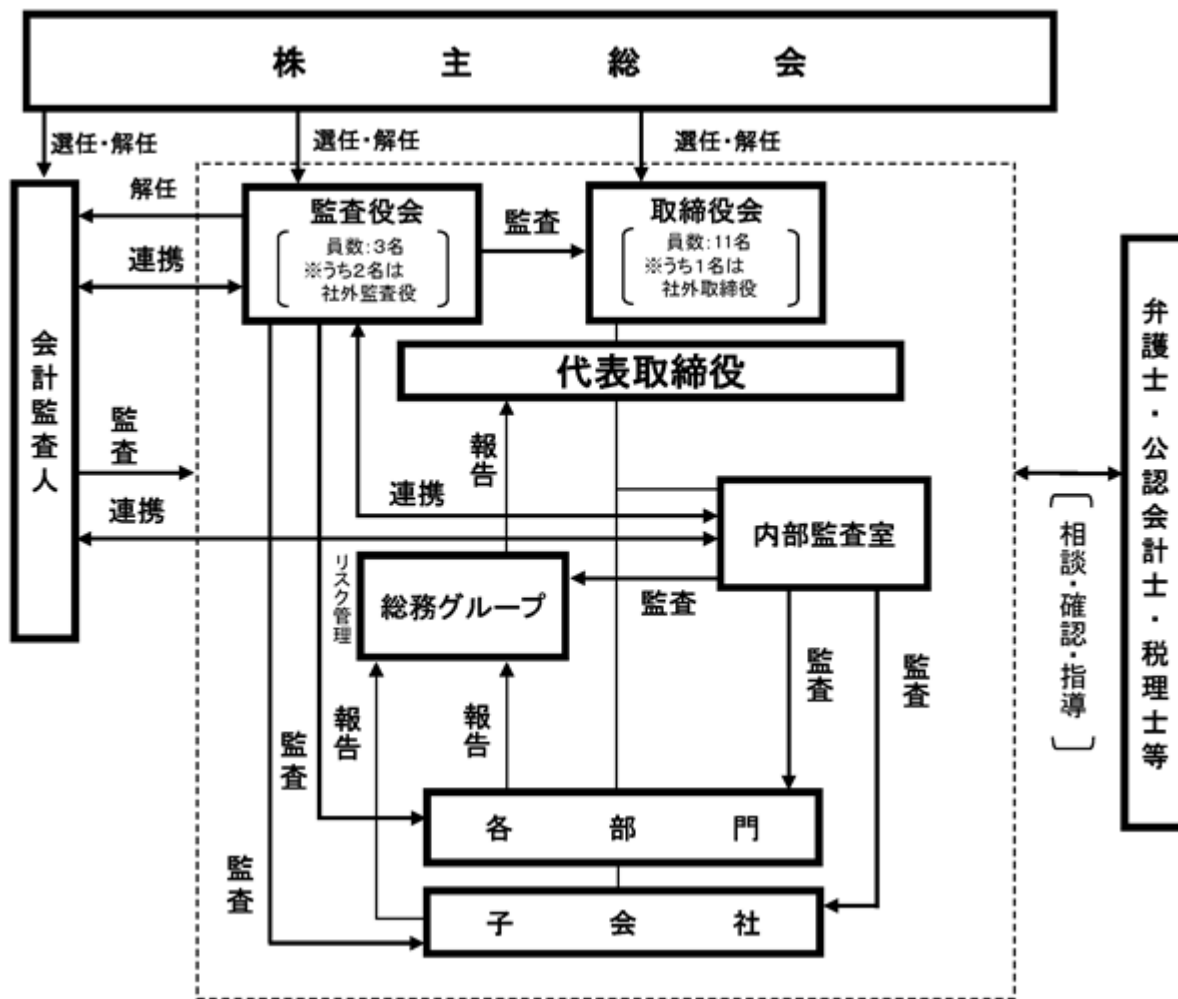 株主総会
選任・解任
選任・解任
選任・解任
解任
監査役会
員数:3名
※うち2名は
社外監査役
監査
取締役会
員数:11名
※うち1名は
社外取締役
連携
会計監査人
代表取締役
監査
報告
連携
連携
内部監査室
リスク管理
総務グループ
監査
弁護士・公認会計士・税理士等
相談・確認・指導
監査
監査
報告
報告
監査
各部門
監査
子会社